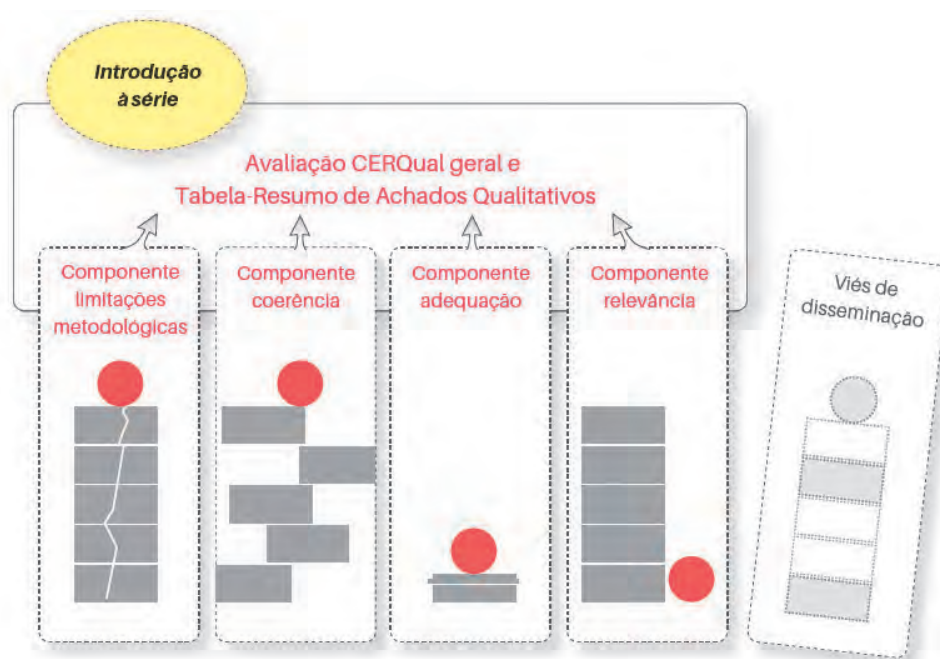 Introdução
à série
Avaliação CERQual geral e
Tabela-Resumo de Achados Qualitativos
Componente
limitações
metodológicas
Componente
coerência
Componente
adequação
Componente
relevância
Viés de
disseminação